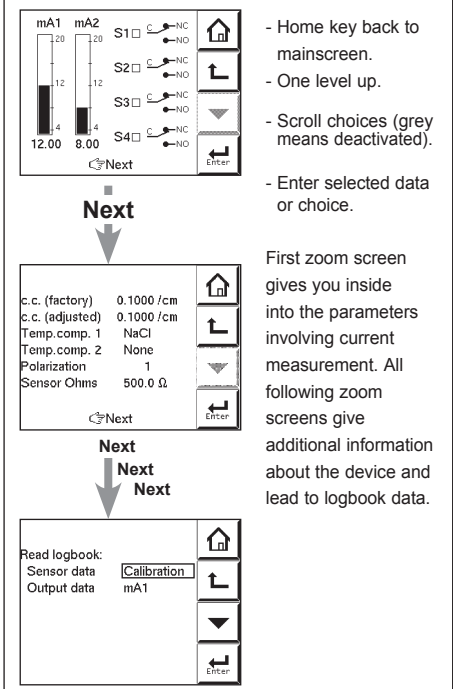 mA1 mA2
20 20
12 12
4 4
12.00 8.00
S1 C NC
NO
S2 C NC
NO
S3 C NC
NO
S4 C NC
NO
Next
Enter
- Home key back to
mainscreen.
- One level up.
- Scroll choices (grey
means deactivated).
- Enter selected data
or choice.
Next
c.c. (factory) 0.1000 /cm
c.c. (adjusted) 0.1000 /cm
Temp.comp. 1 NaCl
Temp.comp. 2 None
Polarization 1
Sensor Ohms 500.0 Ω
Next
Enter
First zoom screen
gives you inside
into the parameters
involving current
measurement. All
following zoom
screens give
additional information
about the device and
lead to logbook data.
Next
Next
Next
Read logbook:
Sensor data Calibration
Output data mA1
Enter